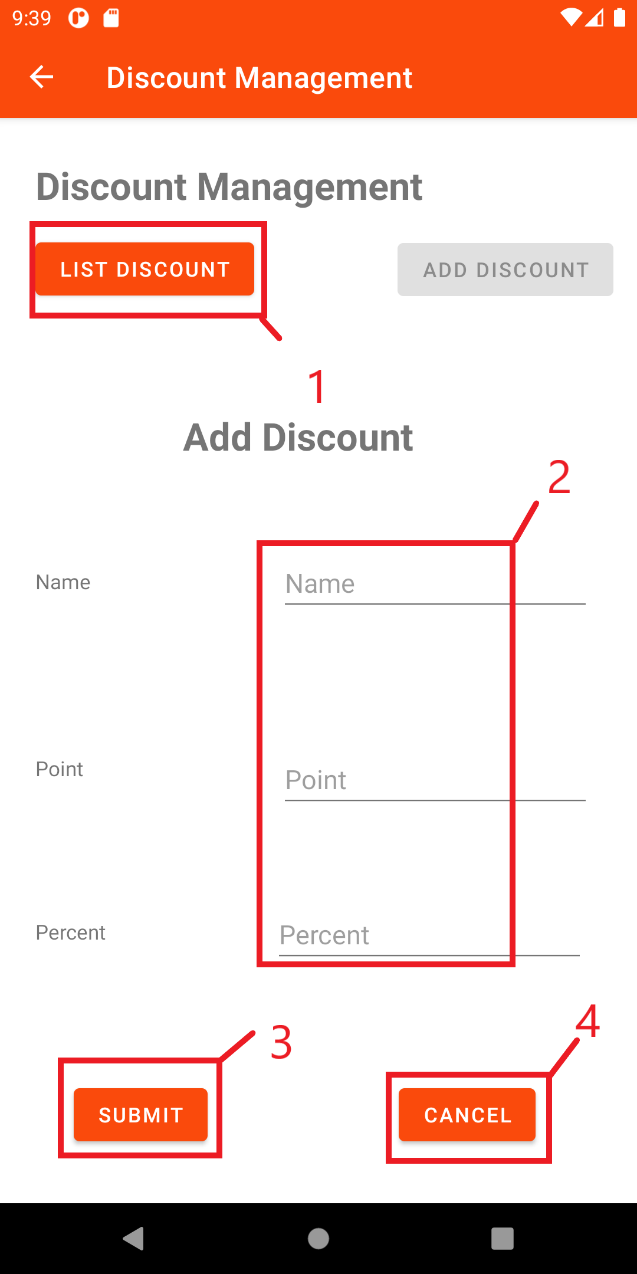 9:39
Discount Management
Discount Management
LIST DISCOUNT ADD DISCOUNT
1
Add Discount
2
Name Name
Point Point
Percent Percent
3 4
SUBMIT CANCEL